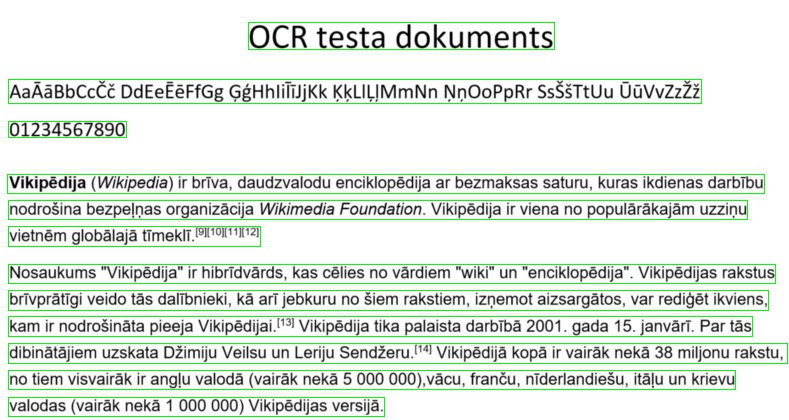 OCR testa dokuments
AaĀāBbCcČč DdEeĒēFfGg ĢģHhIiĪīJjKk ĶķLlĻļMmNn ŅņOoPpRr SsŠšTtUu ŪūVvZzŽž
01234567890
Vikipēdija (Wikipedia) ir brīva, daudzvalodu enciklopēdija ar bezmaksas saturu, kuras ikdienas darbību
nodrošina bezpeļņas organizācija Wikimedia Foundation. Vikipēdija ir viena no populārākajām uzziņu
vietnēm globālajā tīmeklī.[9][10][11][12]
Nosaukums "Vikipēdija" ir hibrīdvārds, kas cēlies no vārdiem "wiki" un "enciklopēdija". Vikipēdijas rakstus
brīvprātīgi veido tās dalībnieki, kā arī jebkuru no šiem rakstiem, izņemot aizsargātos, var rediģēt ikviens,
kam ir nodrošināta pieeja Vikipēdijai.[13] Vikipēdija tika palaista darbībā 2001. gada 15. janvārī. Par tās
dibinātājiem uzskata Džimiju Veilsu un Leriju Sendžeru.[14] Vikipēdijā kopā ir vairāk nekā 38 miljonu rakstu,
no tiem visvairāk ir angļu valodā (vairāk nekā 5 000 000),vācu, franču, nīderlandiešu, itāļu un krievu
valodas (vairāk nekā 1 000 000) Vikipēdijas versijā.